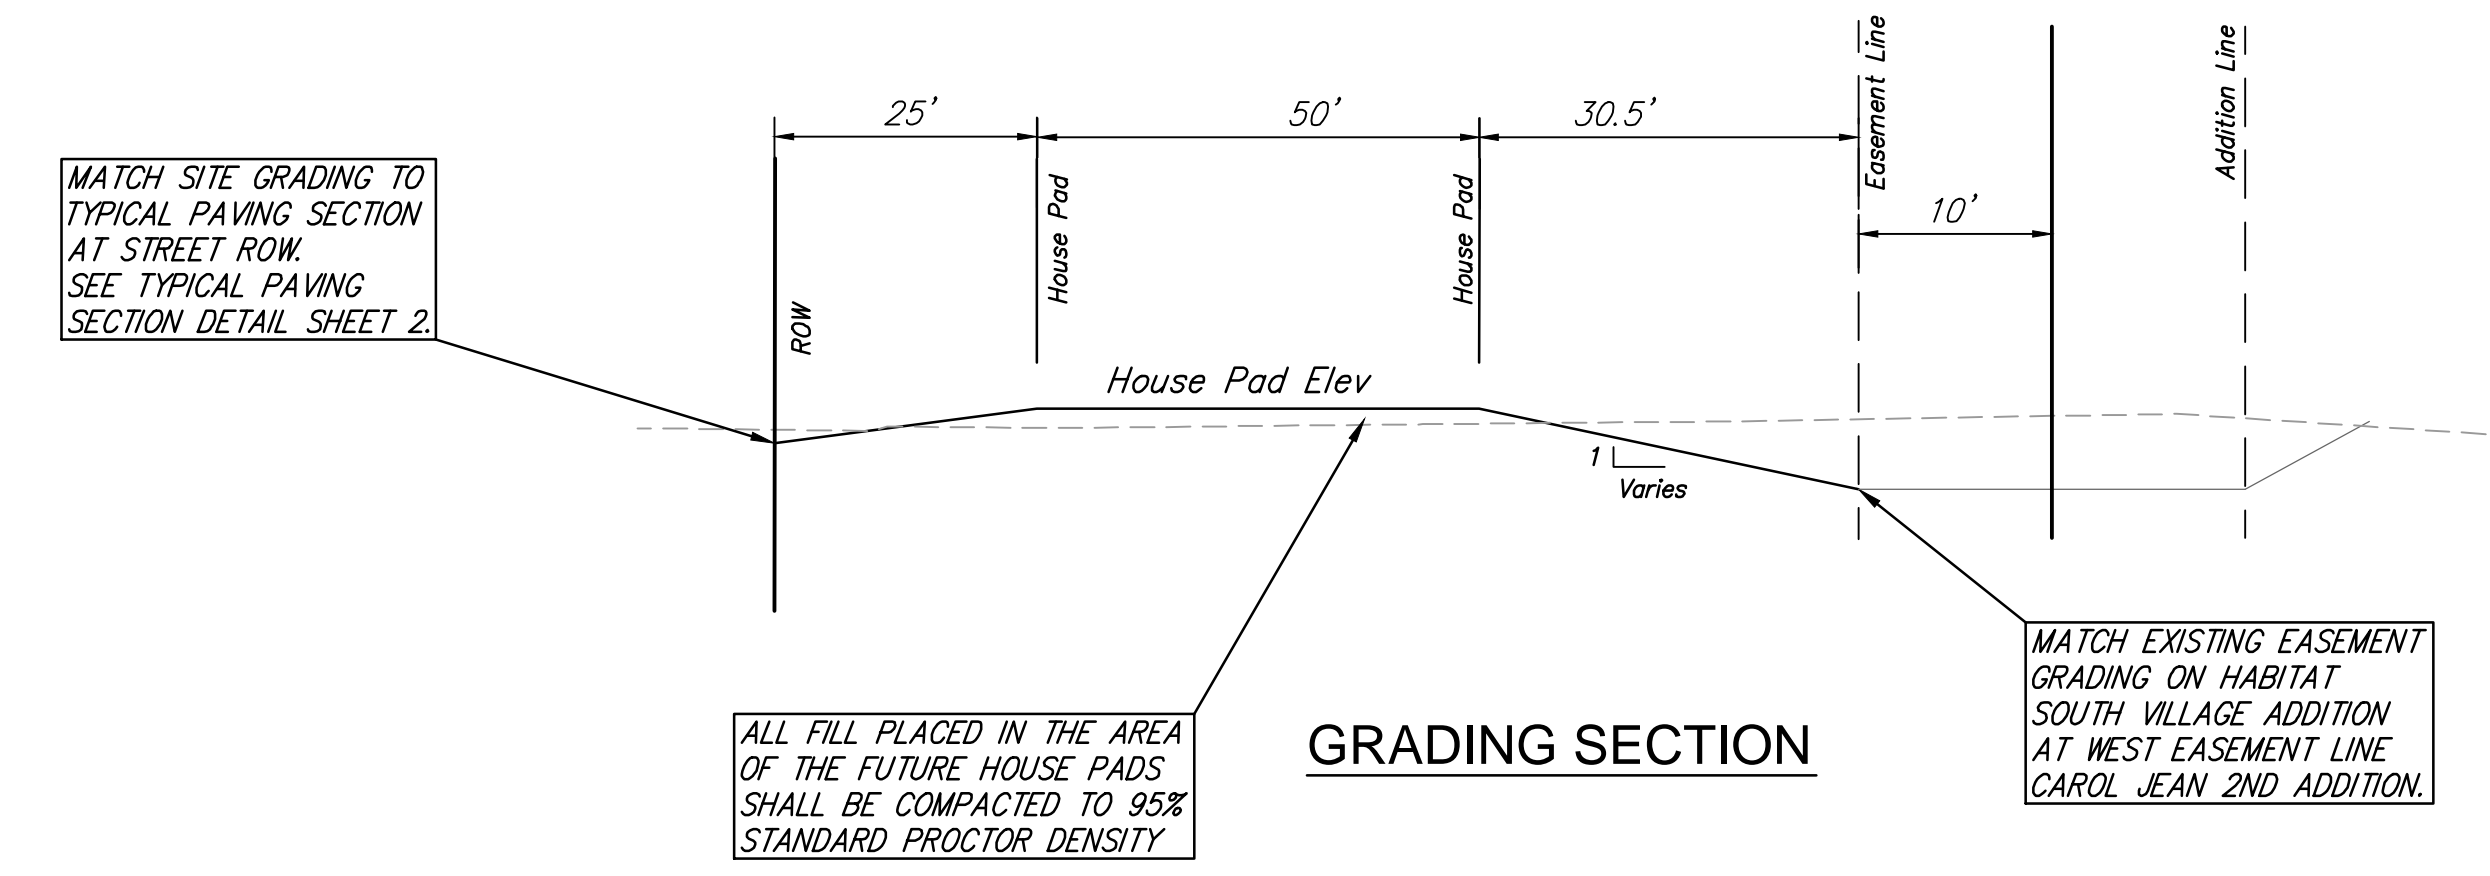 25'
50'
30.5'
10'
Easement Line
Addition Line
MATCH SITE GRADING TO
TYPICAL PAVING SECTION
AT STREET ROW.
SEE TYPICAL PAVING
SECTION DETAIL SHEET 2.
ROW
House Pad
House Pad
House Pad Elev
1
Varies
ALL FILL PLACED IN THE AREA
OF THE FUTURE HOUSE PADS
SHALL BE COMPACTED TO 95%
STANDARD PROCTOR DENSITY
GRADING SECTION
MATCH EXISTING EASEMENT
GRADING ON HABITAT
SOUTH VILLAGE ADDITION
AT WEST EASEMENT LINE
CAROL JEAN 2ND ADDITION.